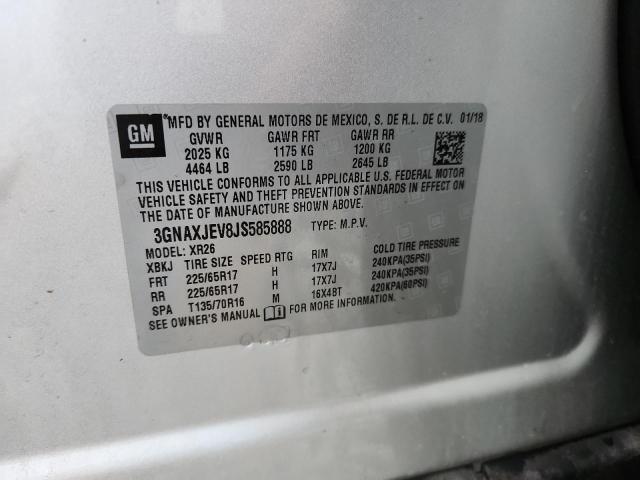 GM
MFD BY GENERAL MOTORS DE MEXICO, S. DE R.L. DE C.V. 01/18
GVWR GAWR FRT GAWR RR
2025 KG 1175 KG 1200 KG
4464 LB 2590 LB 2645 LB
THIS VEHICLE CONFORMS TO ALL APPLICABLE U.S. FEDERAL MOTOR
VEHICLE SAFETY AND THEFT PREVENTION STANDARDS IN EFFECT ON
THE DATE OF MANUFACTURE SHOWN ABOVE.
3GNAXJEV8JS585888 TYPE: M.P.V.
MODEL: XR26
XBKJ TIRE SIZE SPEED RTG RIM COLD TIRE PRESSURE
FRT 225/65R17 H 17X7J 240KPA(35PSI)
RR 225/65R17 H 17X7J 240KPA(35PSI)
SPA T135/70R16 M 16X4BT 420KPA(60PSI)
SEE OWNER'S MANUAL FOR MORE INFORMATION.